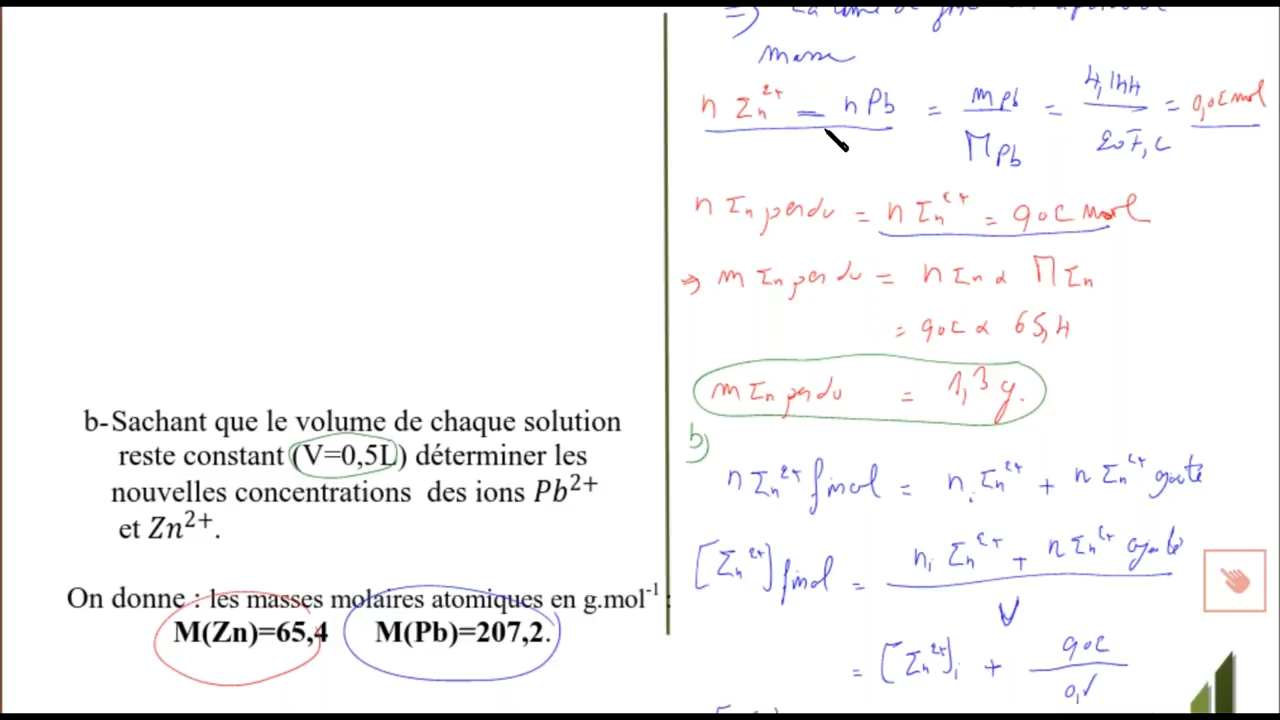 b-Sachant que le volume de chaque solution
reste constant (V=0,5L) déterminer les
nouvelles concentrations des ions Pb²⁺
et Zn²⁺.
On donne : les masses molaires atomiques en g.mol⁻¹ :
M(Zn)=65,4 M(Pb)=207,2.
masse
n Zn²⁺ = n Pb = mPb / MPb = 4,144 / 207,2 = 0,02 mol
n Zn perdu = n Zn²⁺ = 0,02 mol
⇒ m Zn perdu = n Zn × M Zn
= 0,02 × 65,4
m Zn perdu = 1,3 g.
b)
n Zn²⁺ final = nᵢ Zn²⁺ + n Zn²⁺ ajouté
[Zn²⁺] final = nᵢ Zn²⁺ + n Zn²⁺ ajouté / V
= [Zn²⁺]ᵢ + 0,02 / 0,5